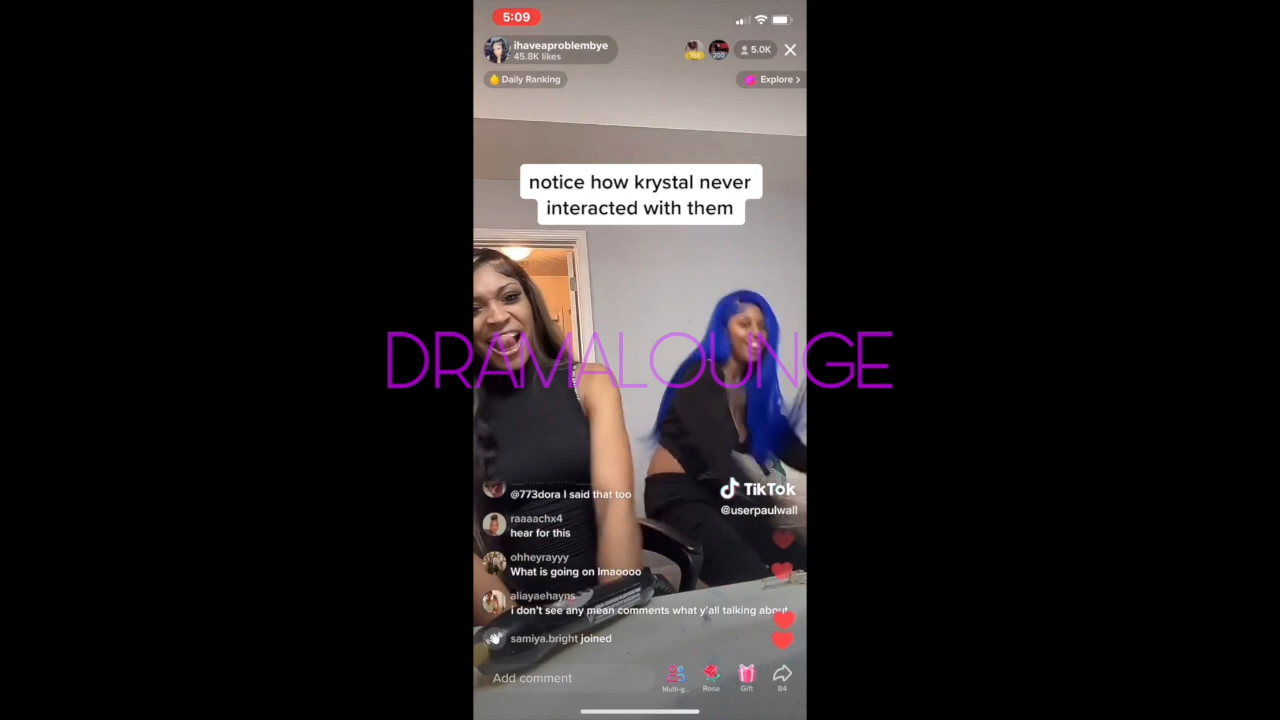 5:09
ihaveaproblembye
45.8K likes
200
5.0K
Daily Ranking
Explore >
notice how krystal never
interacted with them
DRAMALOUNGE
TikTok
@userpaulwall
@773dora I said that too
raaaachx4
hear for this
ohheyrayyy
What is going on lmaoooo
aliayaehayns
i don't see any mean comments what y'all talking about
samiya.bright joined
Add comment
Multi-g...
Rose
Gift
84